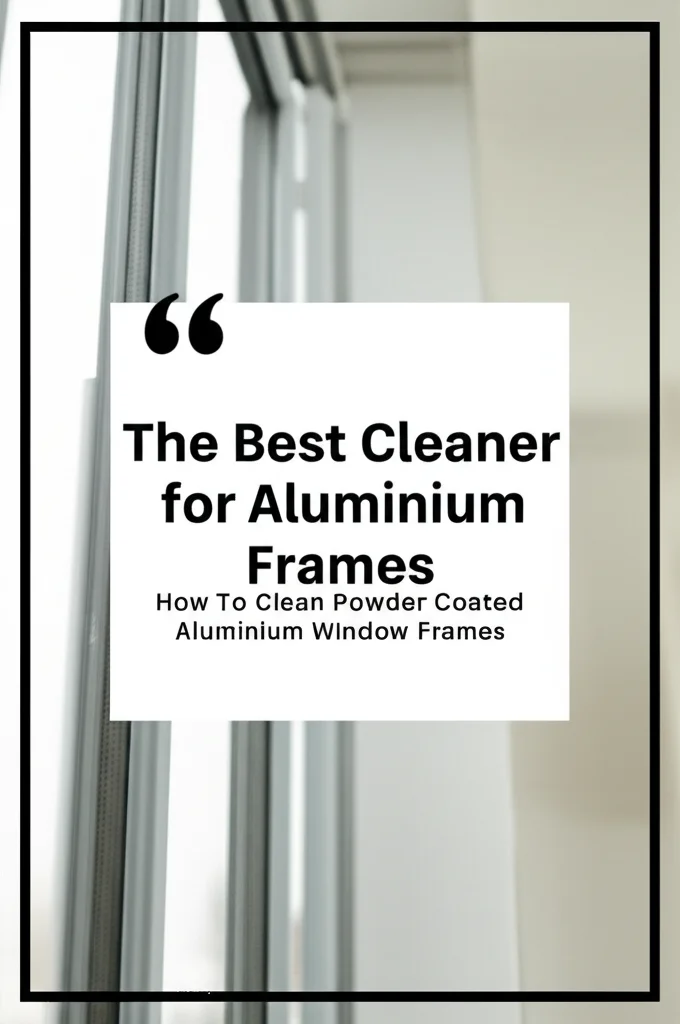 “
The Best Cleaner
for Aluminium
Frames
How To Clean Powder Coated
Aluminium WIndow Frames